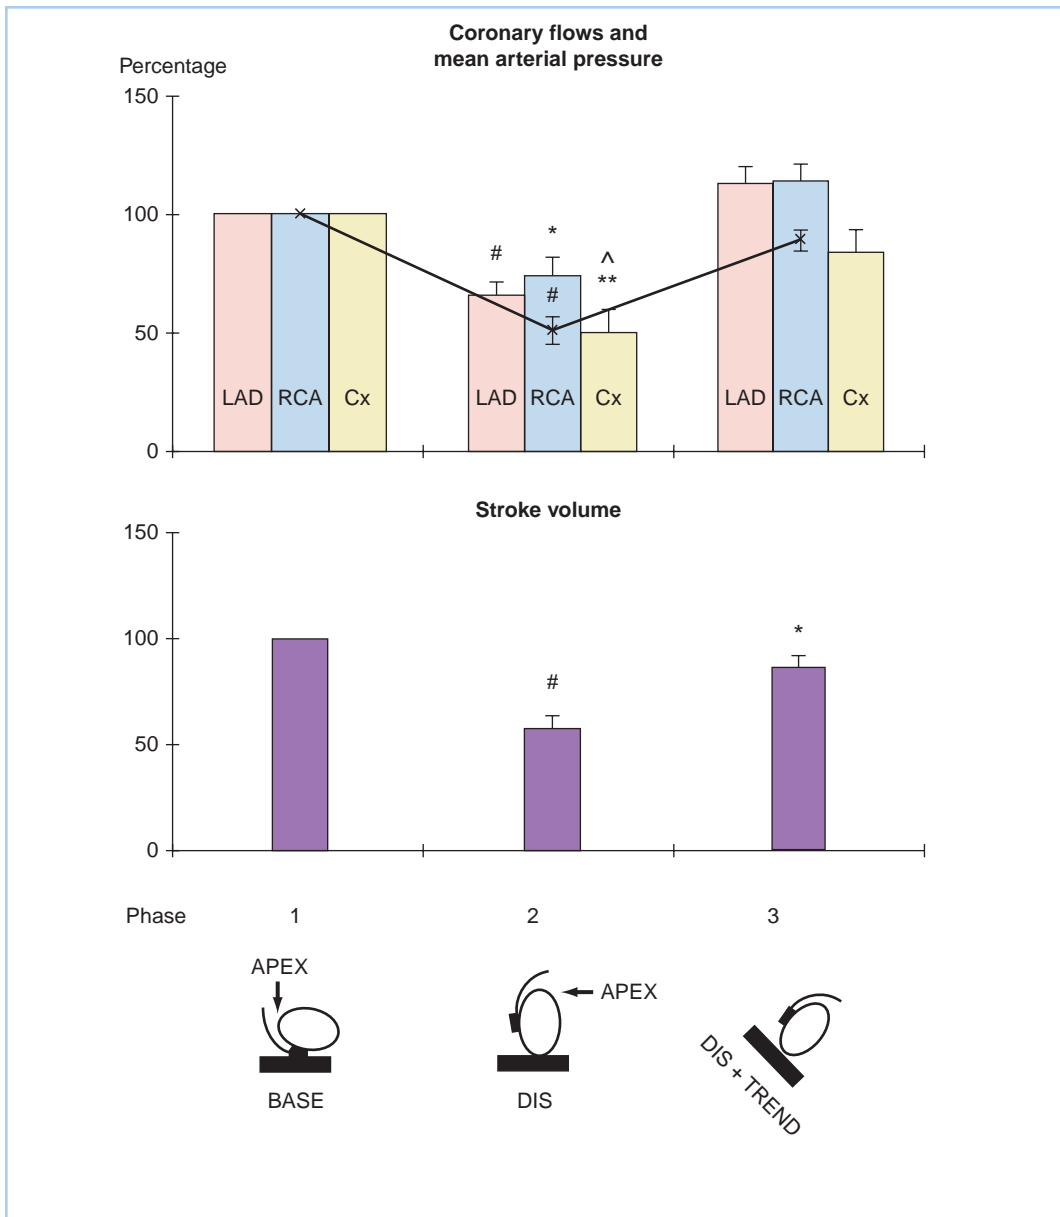 Coronary flows and
mean arterial pressure
Percentage
150
100
50
0
#
*
#
^
**
LAD RCA Cx
LAD RCA Cx
LAD RCA Cx
Stroke volume
150
100
50
0
#
*
Phase 1 2 3
APEX
APEX
BASE
DIS
DIS + TREND